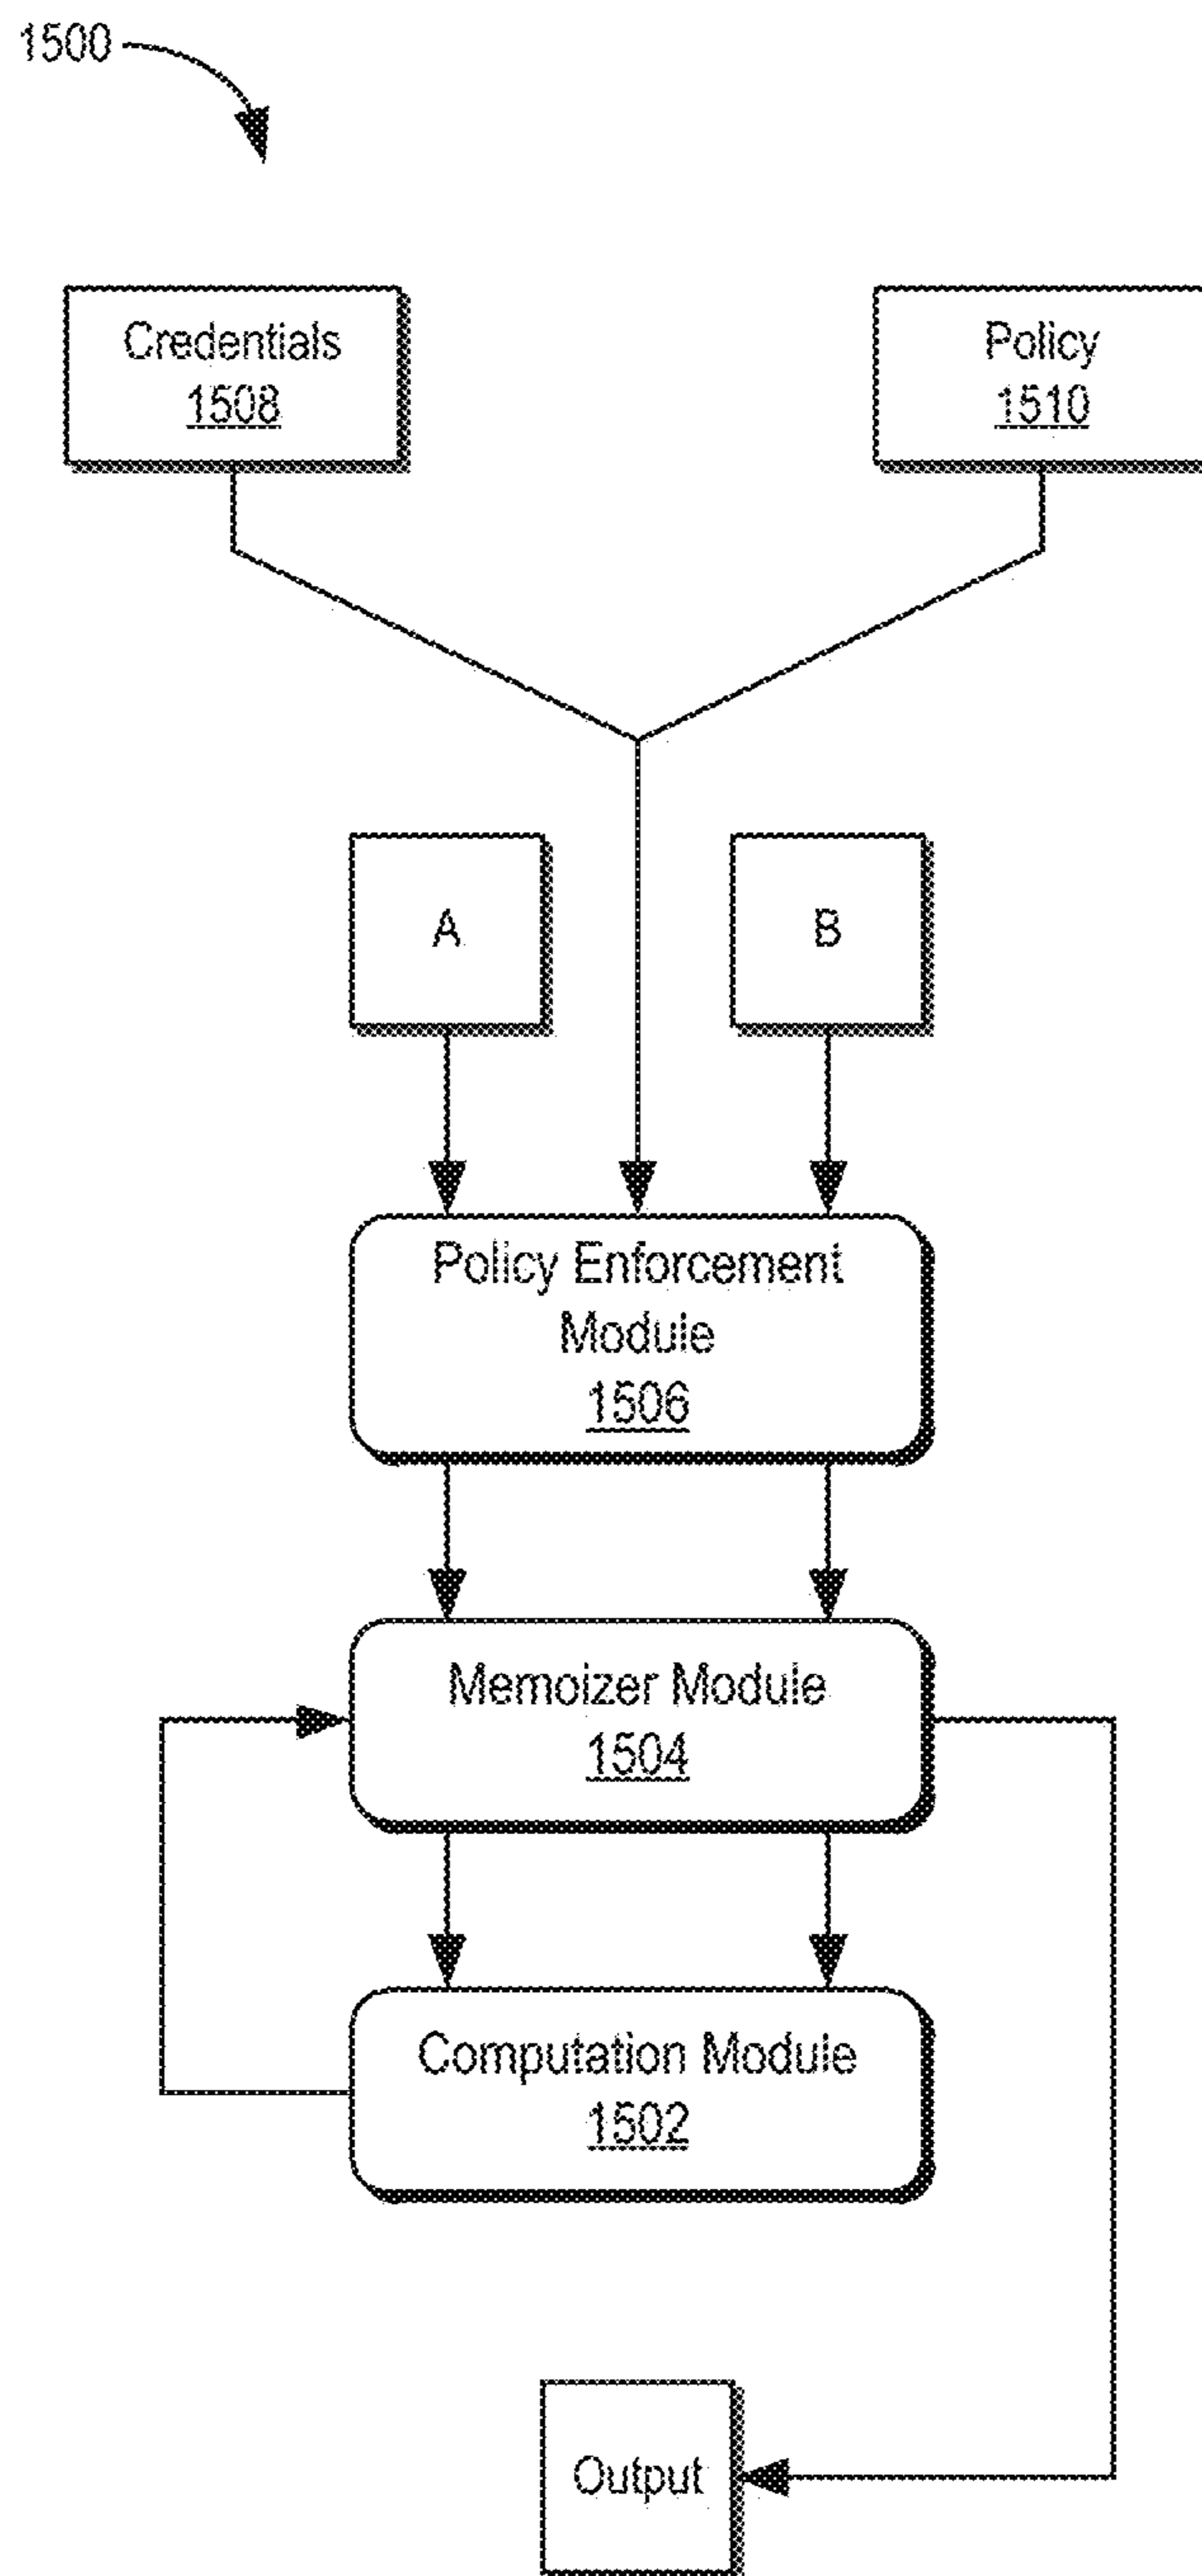 1500
Credentials
1508
Policy
1510
A
B
Policy Enforcement
Module
1506
Memoizer Module
1504
Computation Module
1502
Output